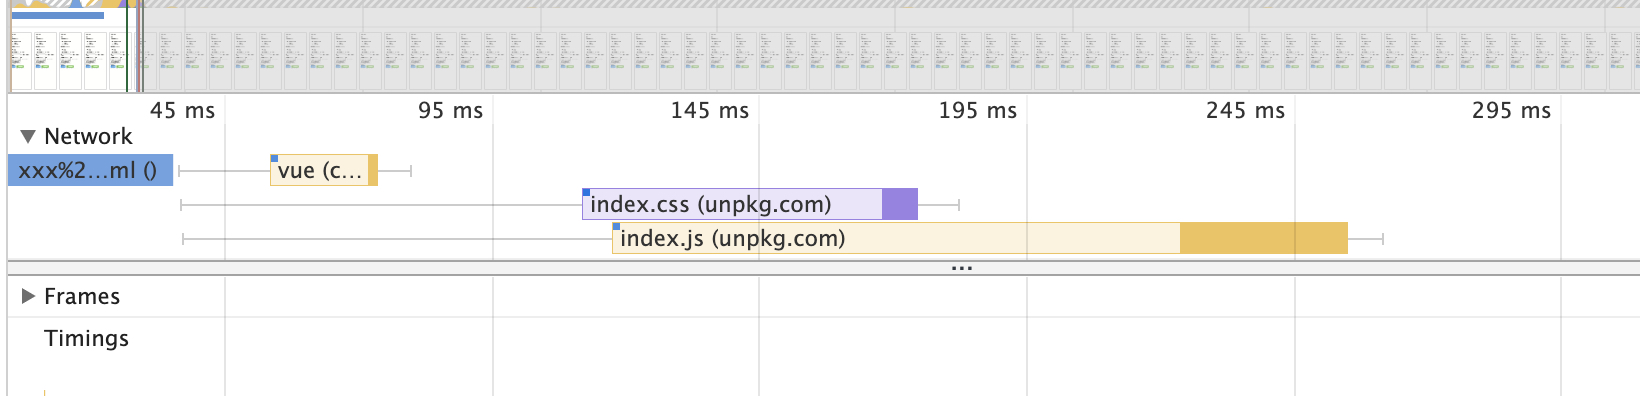 45 ms 95 ms 145 ms 195 ms 245 ms 295 ms
Network
xxx%2…ml () vue (c…
index.css (unpkg.com)
index.js (unpkg.com)
...
Frames
Timings